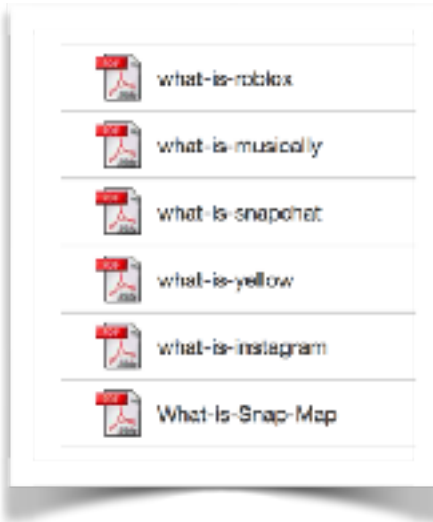 what-is-roblox
what-is-musically
what-is-snapchat
what-is-yellow
what-is-instagram
What-Is-Snap-Map